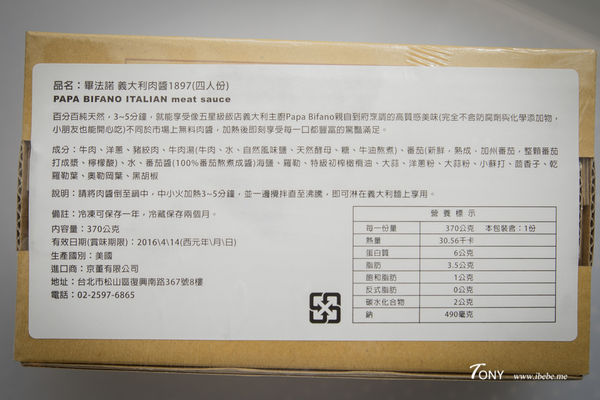 品名：畢法諾 義大利肉醬1897(四人份)
PAPA BIFANO ITALIAN meat sauce
百分百純天然，3~5分鐘，就能享受像五星級飯店義大利主廚Papa Bifano親自到府烹調的高質感美味(完全不會防腐劑與化學添加物，
小朋友也能開心吃)不同於市場上無料肉醬，加熱後即刻享受每一口都豐富的驚豔滿足。
成分：牛肉、洋蔥、豬絞肉、牛肉湯(牛肉、水、自然風味鹽、天然酵母、糖、牛油熬煮)、番茄(新鮮，熟成，加州番茄，整顆番茄
打成漿、檸檬酸)、水、番茄醬(100%番茄熬煮成醬)海鹽、羅勒、特級初榨橄欖油、大蒜、洋蔥粉、大蒜粉、小蘇打、茴香子、乾
羅勒葉、奧勒岡葉、黑胡椒
說明：請將肉醬倒至鍋中，中小火加熱3~5分鐘，並一邊攪拌直至沸騰，即可淋在義大利麵上享用。
備註：冷凍可保存一年，冷藏保存兩個月。
內容量：370公克
有效日期(賞味期限)：2016/4/14(西元年/月/日)
生產國別：美國
進口商：京董有限公司
地址：台北市松山區復興南路367號8樓
電話：02-2597-6865
營 養 標 示
每一份量 370公克 本包裝含：1份
熱量 30.56千卡
蛋白質 6公克
脂肪 3.5公克
飽和脂肪 1公克
反式脂肪 0公克
碳水化合物 2公克
鈉 490毫克
TONY www.ibebe.me